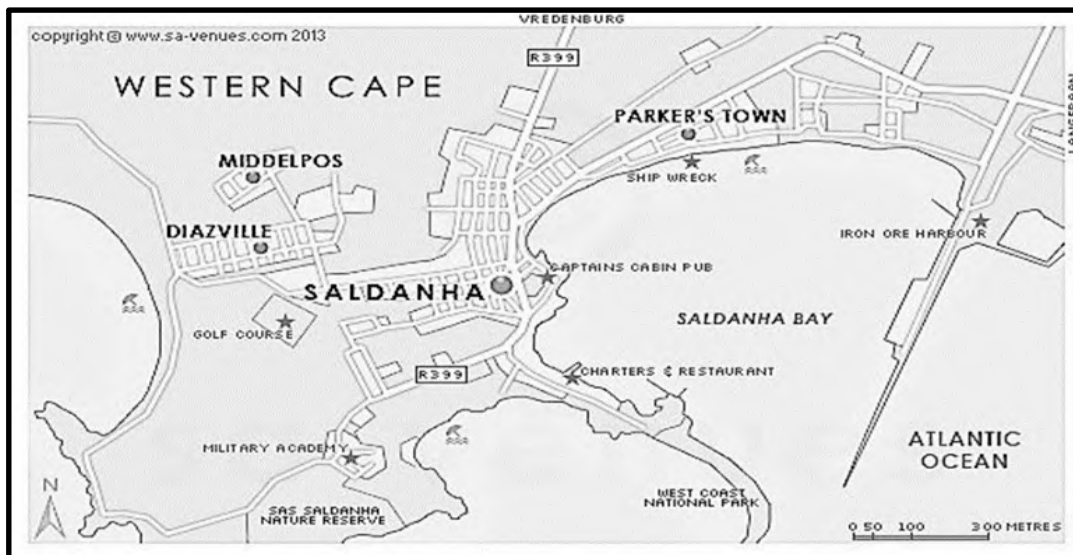 VREDENBURG
copyright @ www.sa-venues.com 2013
R399
WESTERN CAPE
LANGEBAAN
PARKER'S TOWN
MIDDELPOS
SHIP WRECK
DIAZVILLE
IRON ORE HARBOUR
CAPTAINS CABIN PUB
SALDANHA
SALDANHA BAY
GOLF COURSE
R399
CHARTERS & RESTAURANT
MILITARY ACADEMY
ATLANTIC
OCEAN
N
WEST COAST
NATIONAL PARK
SAS SALDANHA
NATURE RESERVE
0 50 100 300 METRES